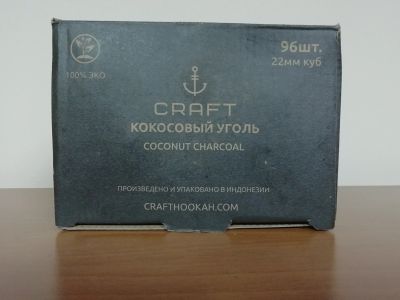 96шт.
22мм куб
100% ЭКО
CRAFT
КОКОСОВЫЙ УГОЛЬ
COCONUT CHARCOAL
ПРОИЗВЕДЕНО И УПАКОВАНО В ИНДОНЕЗИИ
CRAFTHOOKAH.COM